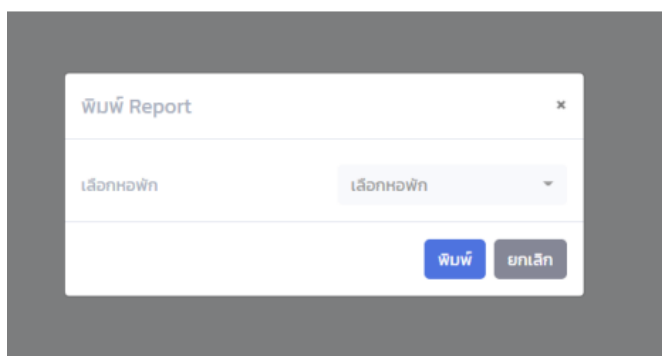 พิมพ์ Report
×
เลือกหอพัก เลือกหอพัก
พิมพ์ ยกเลิก